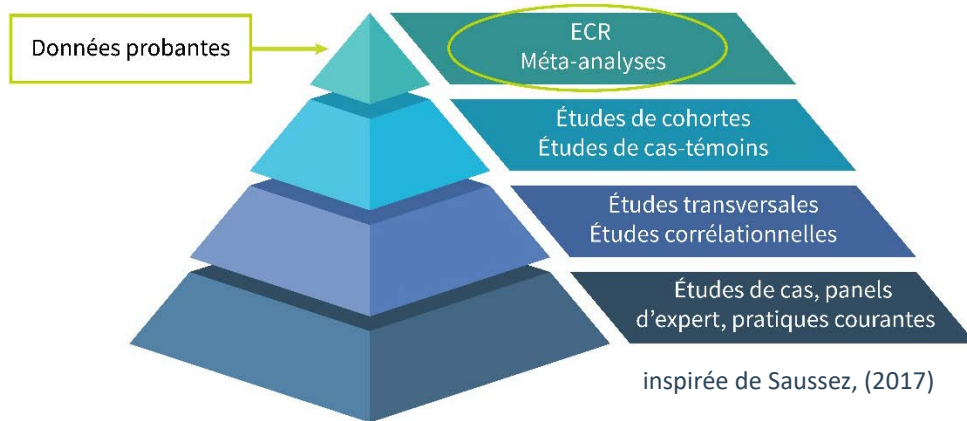 Données probantes
ECR
Méta-analyses
Études de cohortes
Études de cas-témoins
Études transversales
Études corrélationnelles
Études de cas, panels
d'expert, pratiques courantes
inspirée de Saussez, (2017)